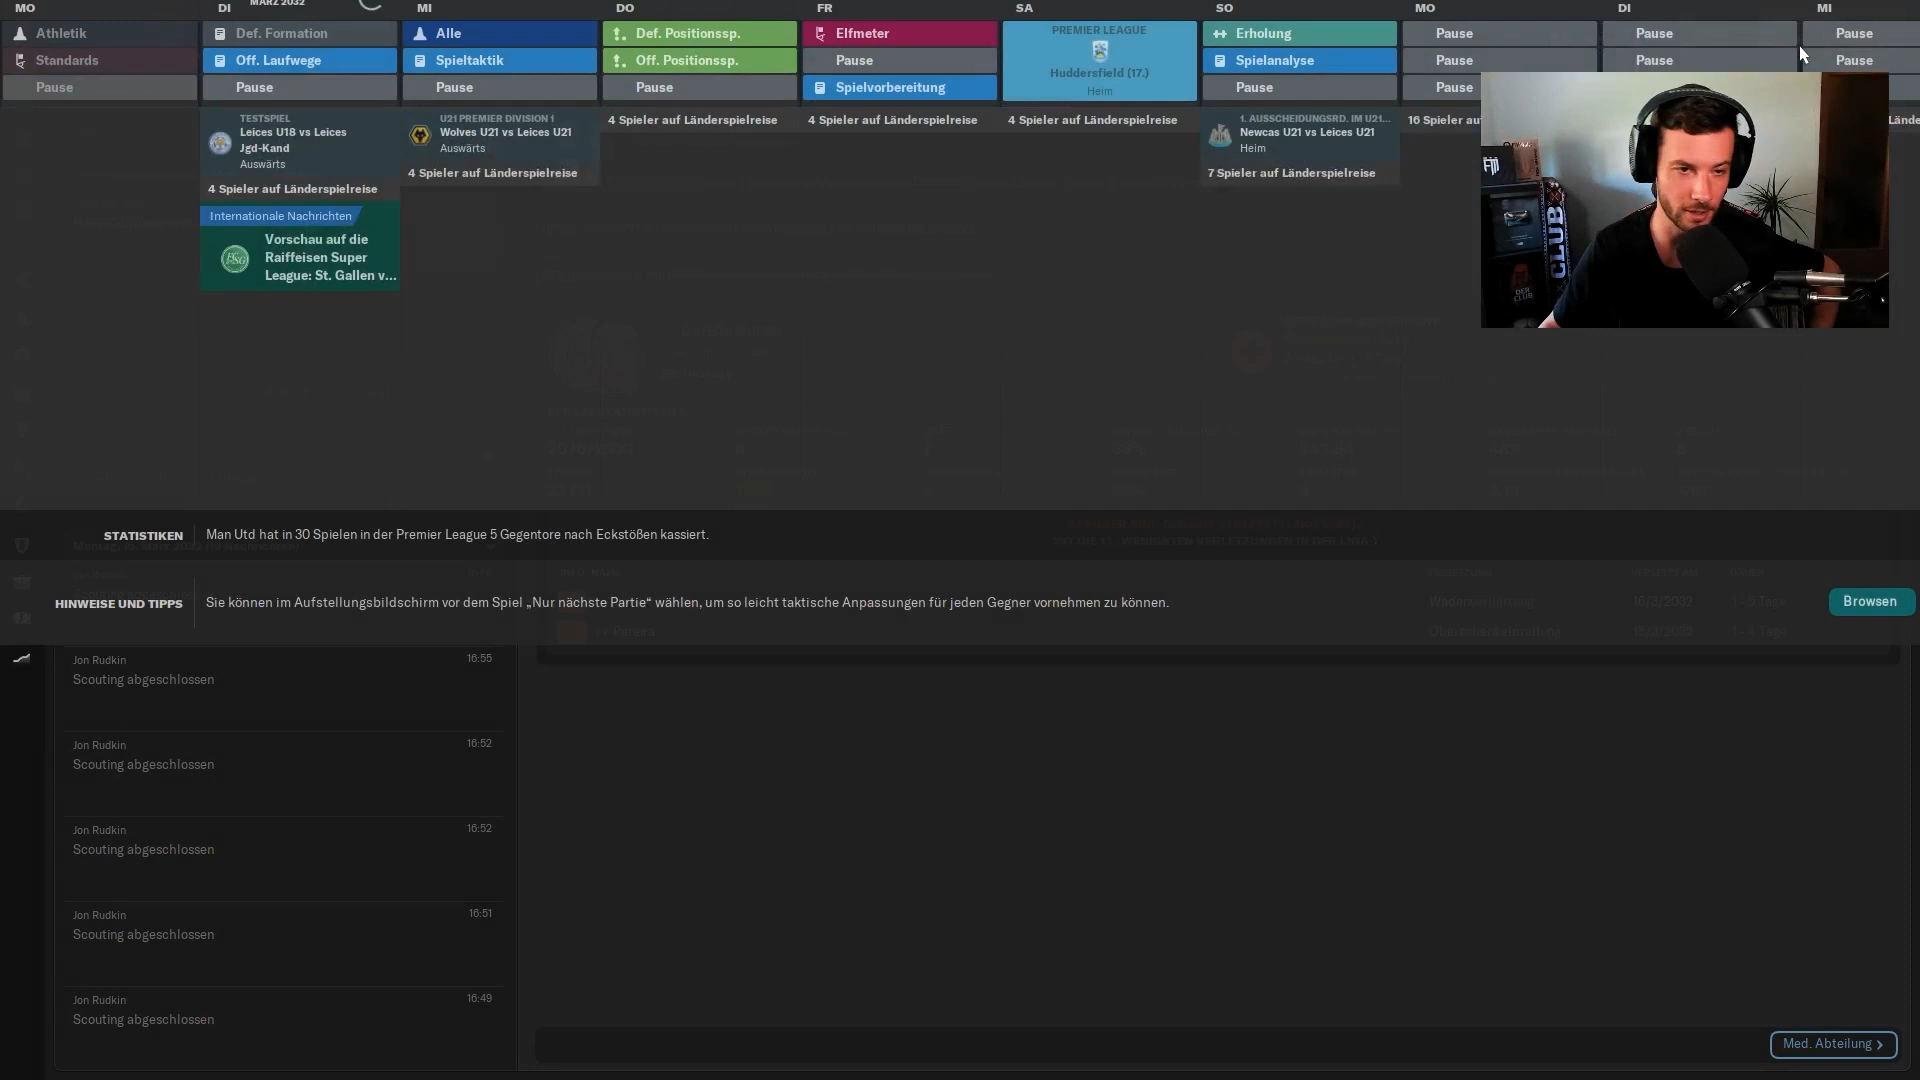 MO
DI
MÄRZ 2032
MI
DO
FR
SA
SO
MO
DI
MI
Athletik
Standards
Pause
Def. Formation
Off. Laufwege
Pause
Alle
Spieltaktik
Pause
Def. Positionssp.
Off. Positionssp.
Pause
Elfmeter
Pause
Spielvorbereitung
PREMIER LEAGUE
Huddersfield (17.)
Heim
Erholung
Spielanalyse
Pause
Pause
Pause
Pause
Pause
Pause
Pause
Pause
TESTSPIEL
Leices U18 vs Leices
Jgd-Kand
Auswärts
4 Spieler auf Länderspielreise
Internationale Nachrichten
Vorschau auf die
Raiffeisen Super
League: St. Gallen v...
U21 PREMIER DIVISION 1
Wolves U21 vs Leices U21
Auswärts
4 Spieler auf Länderspielreise
4 Spieler auf Länderspielreise
4 Spieler auf Länderspielreise
4 Spieler auf Länderspielreise
1. AUSSCHEIDUNGSRD. IM U21...
Newcas U21 vs Leices U21
Heim
7 Spieler auf Länderspielreise
16 Spieler au
Lände
CLUB
DER
CLUB
STATISTIKEN
Man Utd hat in 30 Spielen in der Premier League 5 Gegentore nach Eckstößen kassiert.
HINWEISE UND TIPPS
Sie können im Aufstellungsbildschirm vor dem Spiel „Nur nächste Partie“ wählen, um so leicht taktische Anpassungen für jeden Gegner vornehmen zu können.
Browsen
Jon Rudkin
16:55
Scouting abgeschlossen
Jon Rudkin
16:52
Scouting abgeschlossen
Jon Rudkin
16:52
Scouting abgeschlossen
Jon Rudkin
16:51
Scouting abgeschlossen
Jon Rudkin
16:49
Scouting abgeschlossen
Med. Abteilung